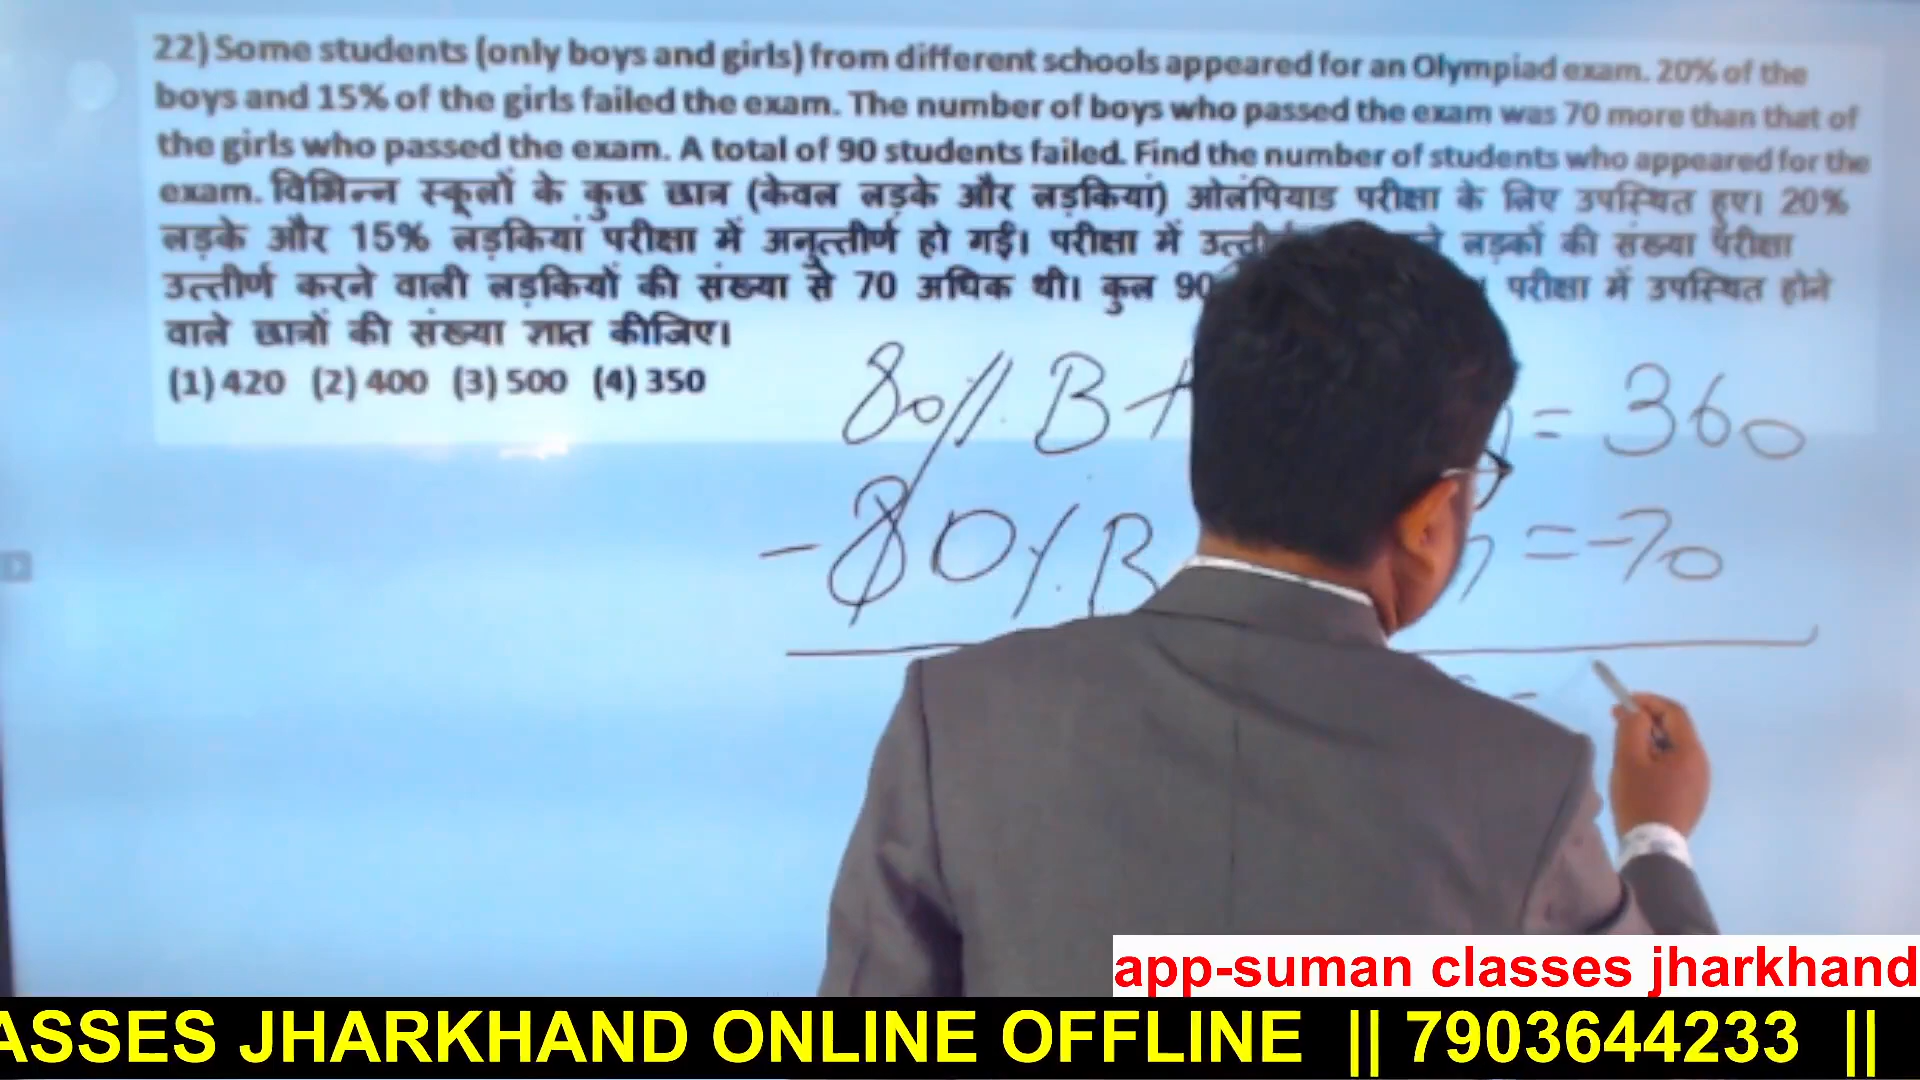 22) Some students (only boys and girls) from different schools appeared for an Olympiad exam. 20% of the
boys and 15% of the girls failed the exam. The number of boys who passed the exam was 70 more than that of
the girls who passed the exam. A total of 90 students failed. Find the number of students who appeared for the
exam. विभिन्न स्कूलों के कुछ छात्र (केवल लड़के और लड़कियां) ओलंपियाड परीक्षा के लिए उपस्थित हुए। 20%
लड़के और 15% लड़कियां परीक्षा में अनुत्तीर्ण हो गई। परीक्षा में लड़कों की संख्या परीक्षा
उत्तीर्ण करने वाली लड़कियों की संख्या से 70 अधिक थी। कुल 90 परीक्षा में उपस्थित होने
वाले छात्रों की संख्या ज्ञात कीजिए।
(1) 420 (2) 400 (3) 500 (4) 350
80% B + = 360
- 80% B = -70
app-suman classes jharkhand
ASSES JHARKHAND ONLINE OFFLINE || 7903644233 ||